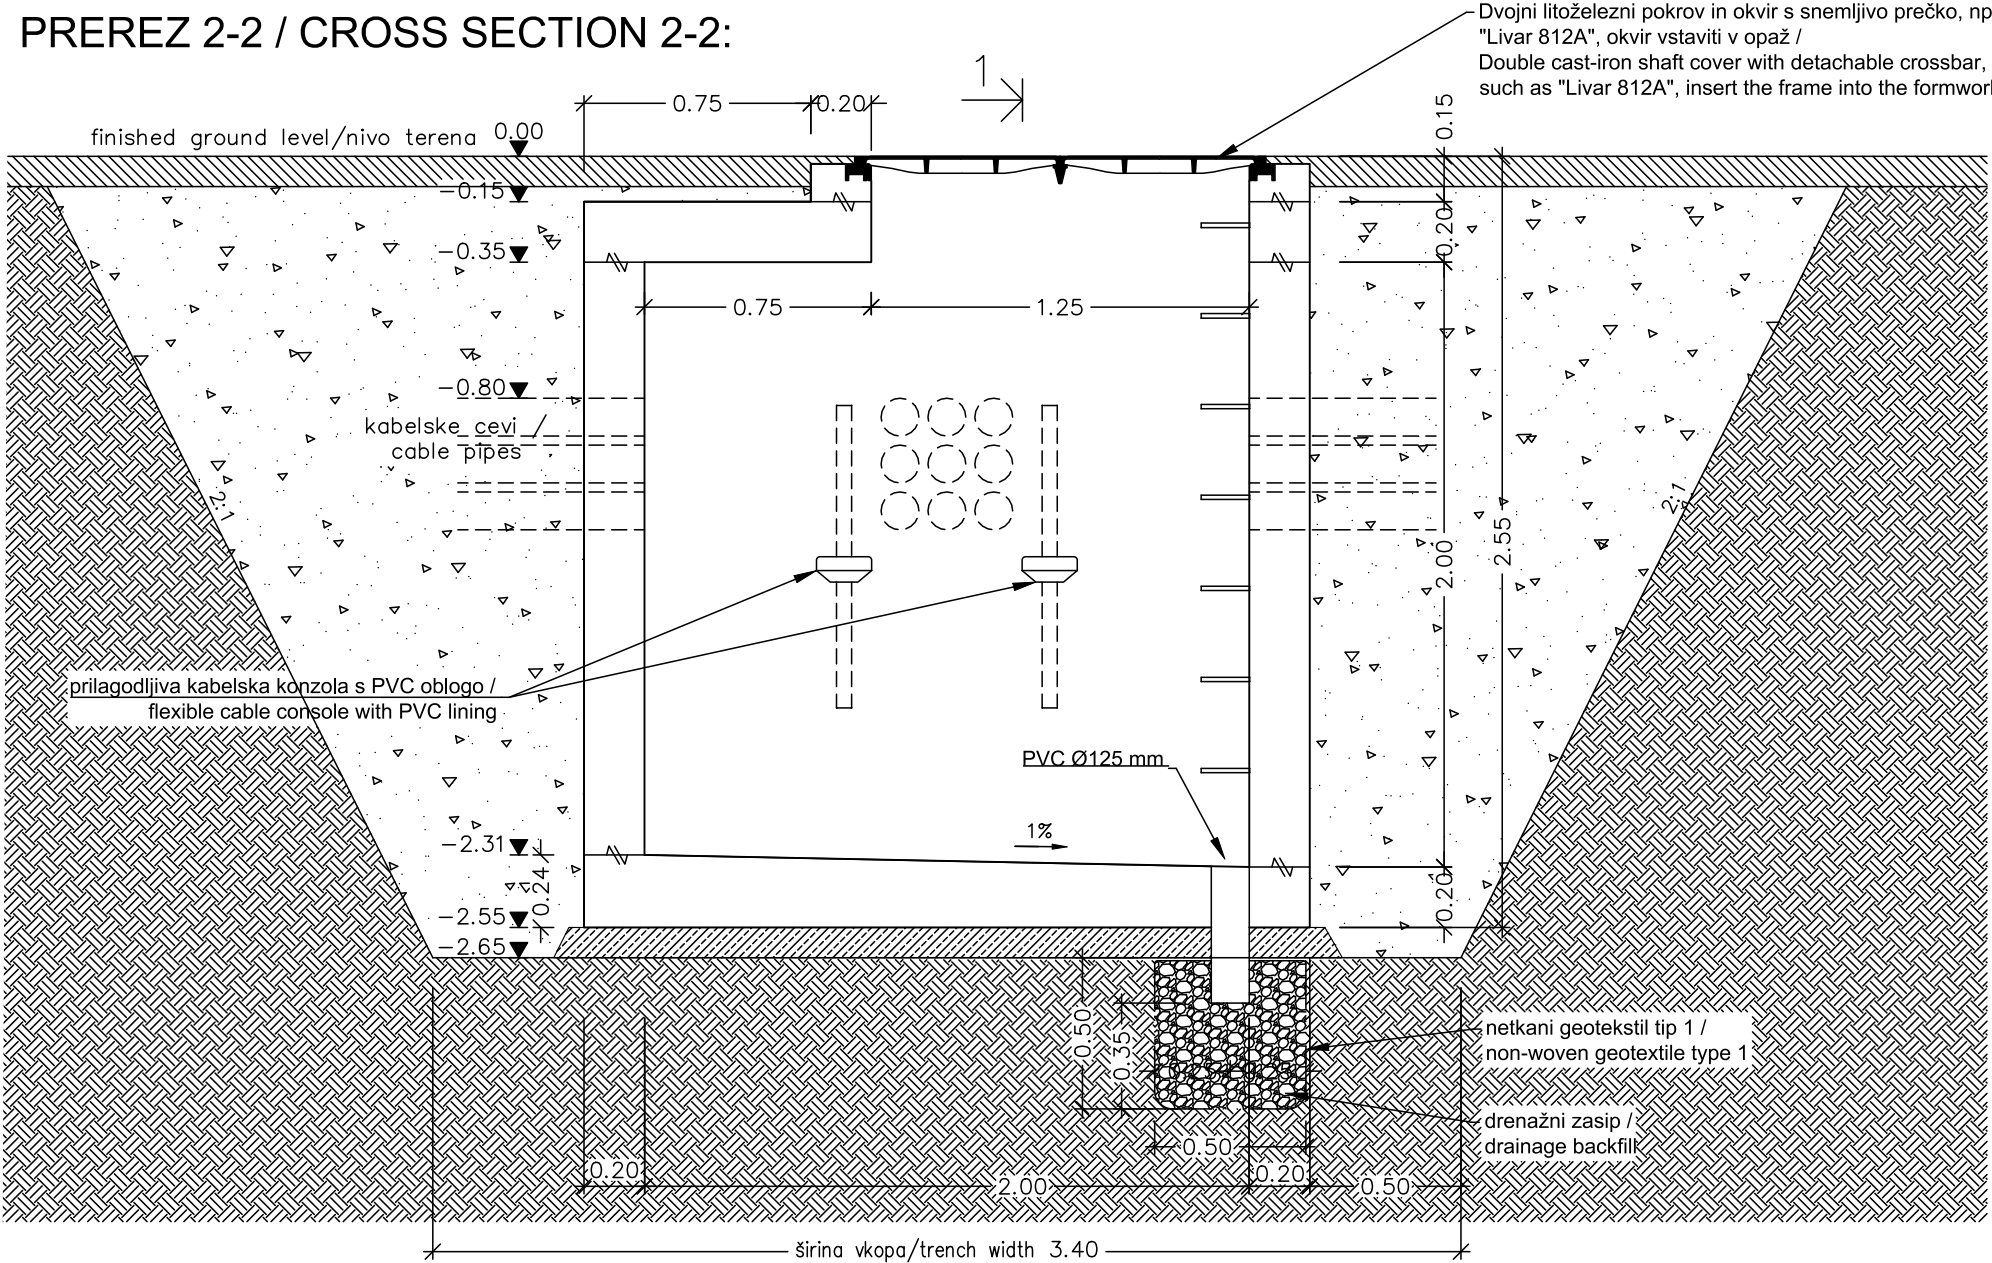 PREREZ 2-2 / CROSS SECTION 2-2:
Dvojni litoželezni pokrov in okvir s snemljivo prečko, np
"Livar 812A", okvir vstaviti v opaž /
Double cast-iron shaft cover with detachable crossbar,
such as "Livar 812A", insert the frame into the formwork
1
0.75
0.20
0.15
finished ground level/nivo terena 0.00
-0.15
-0.35
0.20
0.75
1.25
-0.80
kabelske cevi
cable pipes
2:1
2:1
2.00
2.55
prilagodljiva kabelska konzola s PVC oblogo /
flexible cable console with PVC lining
PVC Ø125 mm
1%
-2.31
0.24
0.20
-2.55
-2.65
0.50
0.35
netkani geotekstil tip 1 /
non-woven geotextile type 1
drenažni zasip /
drainage backfill
0.50
0.20
2.00
0.20
0.50
širina vkopa/trench width 3.40